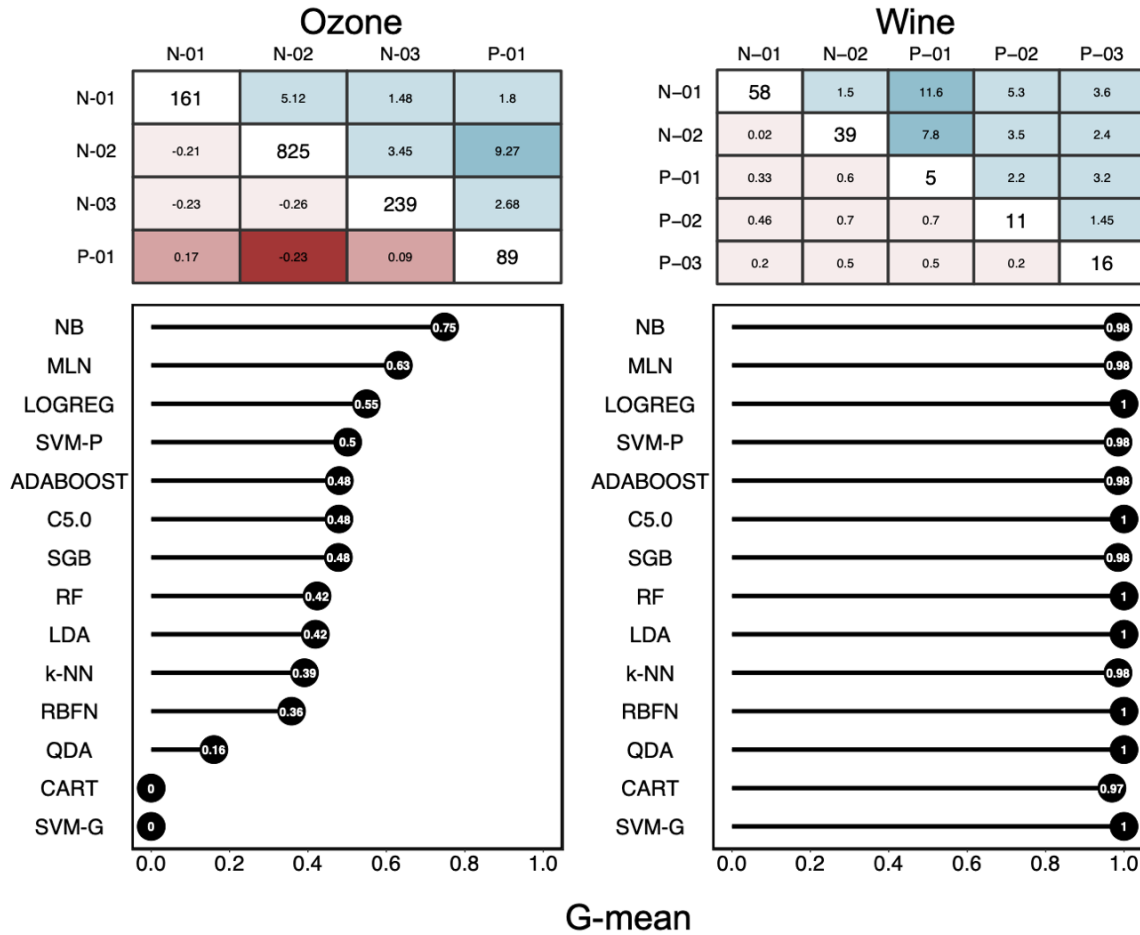 Ozone
N-01 N-02 N-03 P-01
N-01 161 5.12 1.48 1.8
N-02 -0.21 825 3.45 9.27
N-03 -0.23 -0.26 239 2.68
P-01 0.17 -0.23 0.09 89
NB 0.75
MLN 0.63
LOGREG 0.55
SVM-P 0.5
ADABOOST 0.48
C5.0 0.48
SGB 0.48
RF 0.42
LDA 0.42
k-NN 0.39
RBFN 0.36
QDA 0.16
CART 0
SVM-G 0
0.0 0.2 0.4 0.6 0.8 1.0
Wine
N−01 N−02 P−01 P−02 P−03
N−01 58 1.5 11.6 5.3 3.6
N−02 0.02 39 7.8 3.5 2.4
P−01 0.33 0.6 5 2.2 3.2
P−02 0.46 0.7 0.7 11 1.45
P−03 0.2 0.5 0.5 0.2 16
NB 0.98
MLN 0.98
LOGREG 1
SVM-P 0.98
ADABOOST 0.98
C5.0 1
SGB 0.98
RF 1
LDA 1
k-NN 0.98
RBFN 1
QDA 1
CART 0.97
SVM-G 1
0.0 0.2 0.4 0.6 0.8 1.0
G-mean